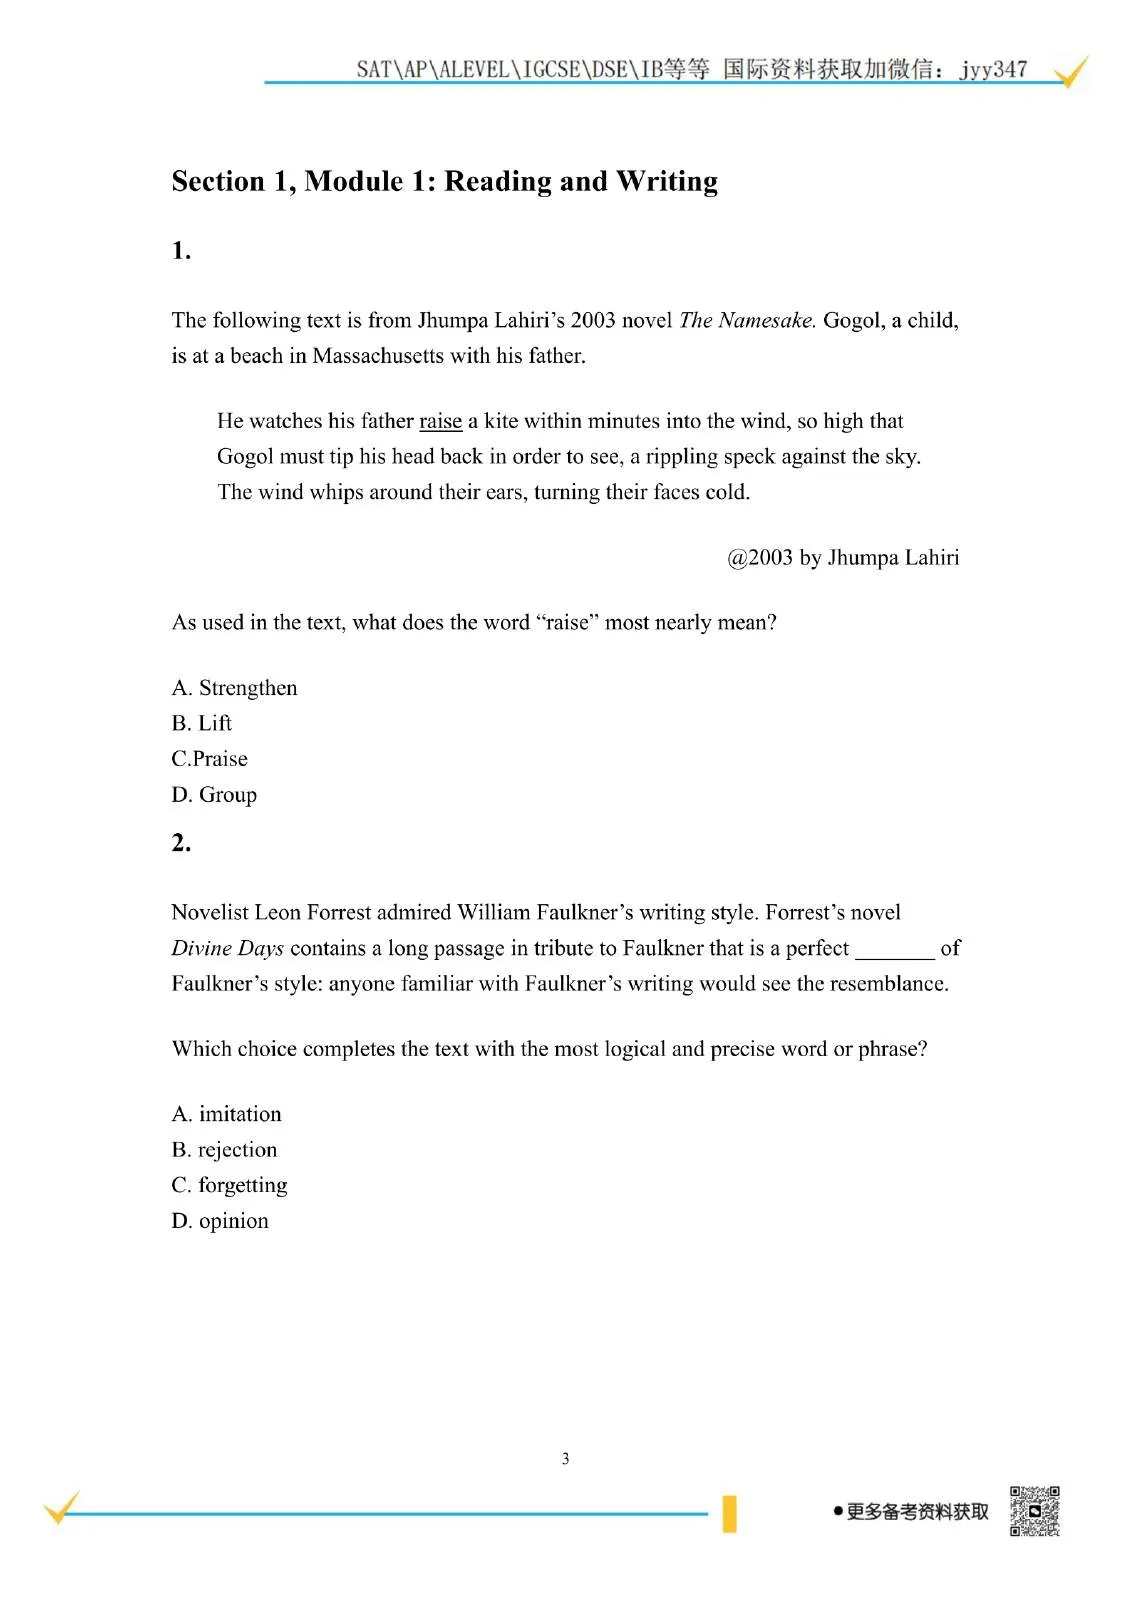 SAT\AP\ALEVEL\IGCSE\DSE\IB等等 国际资料获取加微信：jyy347
Section 1, Module 1: Reading and Writing
1.
The following text is from Jhumpa Lahiri’s 2003 novel The Namesake. Gogol, a child,
is at a beach in Massachusetts with his father.
He watches his father raise a kite within minutes into the wind, so high that
Gogol must tip his head back in order to see, a rippling speck against the sky.
The wind whips around their ears, turning their faces cold.
@2003 by Jhumpa Lahiri
As used in the text, what does the word “raise” most nearly mean?
A. Strengthen
B. Lift
C.Praise
D. Group
2.
Novelist Leon Forrest admired William Faulkner’s writing style. Forrest’s novel
Divine Days contains a long passage in tribute to Faulkner that is a perfect _______ of
Faulkner’s style: anyone familiar with Faulkner’s writing would see the resemblance.
Which choice completes the text with the most logical and precise word or phrase?
A. imitation
B. rejection
C. forgetting
D. opinion
3
●更多备考资料获取